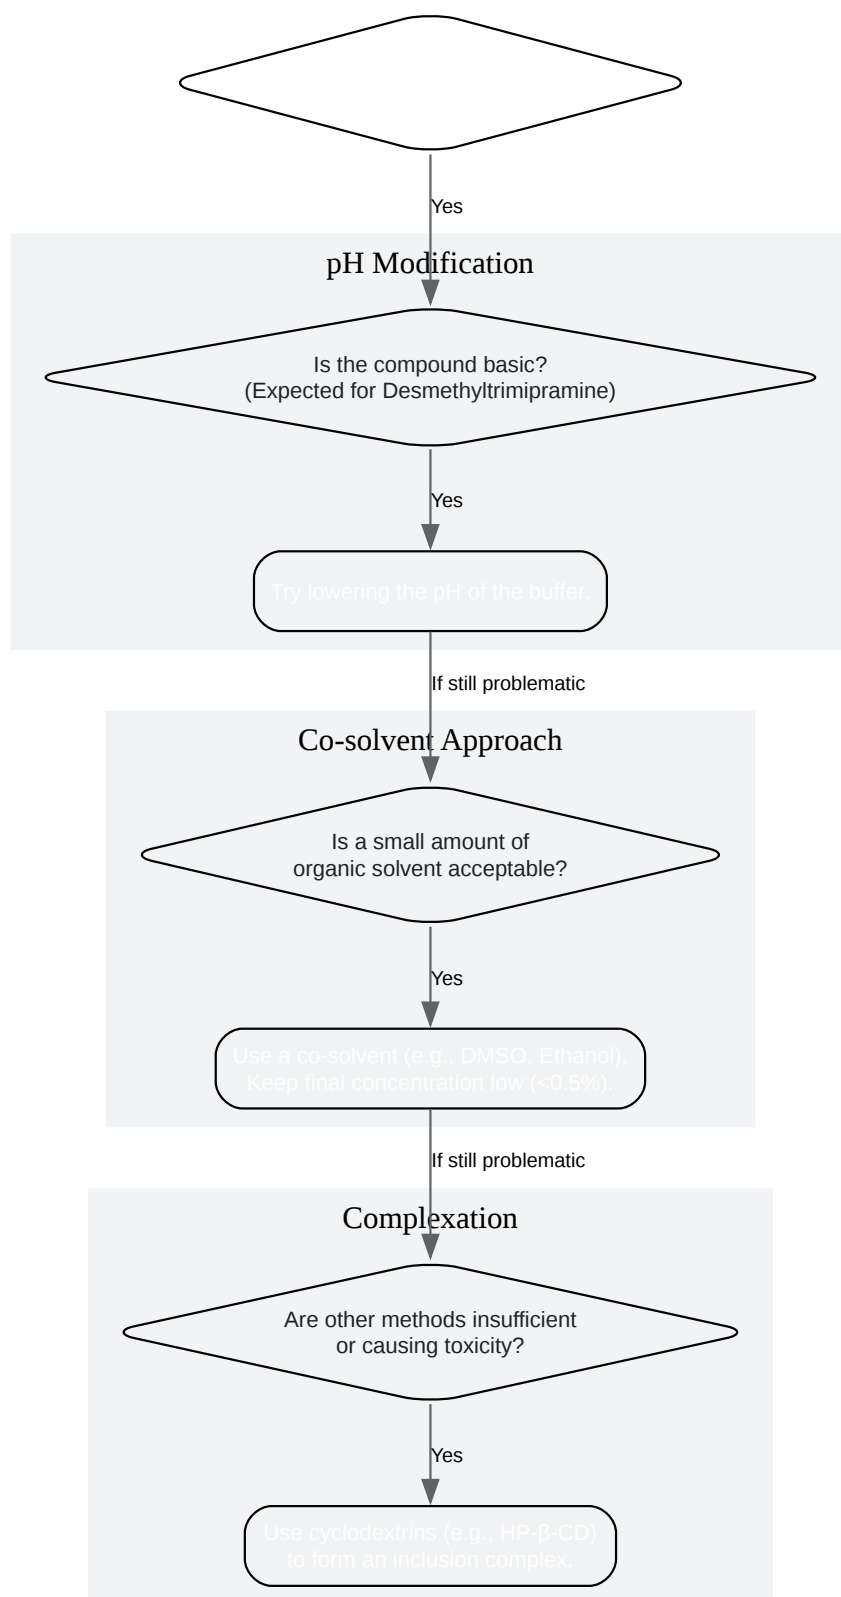 Yes
pH Modification
Is the compound basic?
(Expected for Desmethyltrimipramine)
Yes
Try lowering the pH of the buffer.
If still problematic
Co-solvent Approach
Is a small amount of
organic solvent acceptable?
Yes
Use a co-solvent (e.g., DMSO, Ethanol).
Keep final concentration low (<0.5%).
If still problematic
Complexation
Are other methods insufficient
or causing toxicity?
Yes
Use cyclodextrins (e.g., HP-β-CD)
to form an inclusion complex.